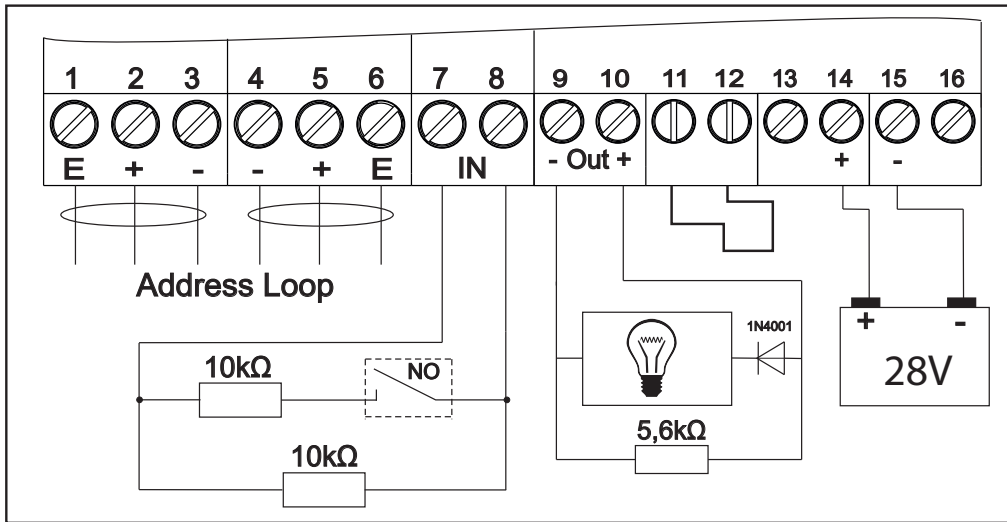 1 2 3 4 5 6 7 8 9 10 11 12 13 14 15 16
E + - - + E IN - Out + + -
Address Loop
1N4001
+ -
10kΩ NO 28V
5,6kΩ
10kΩ